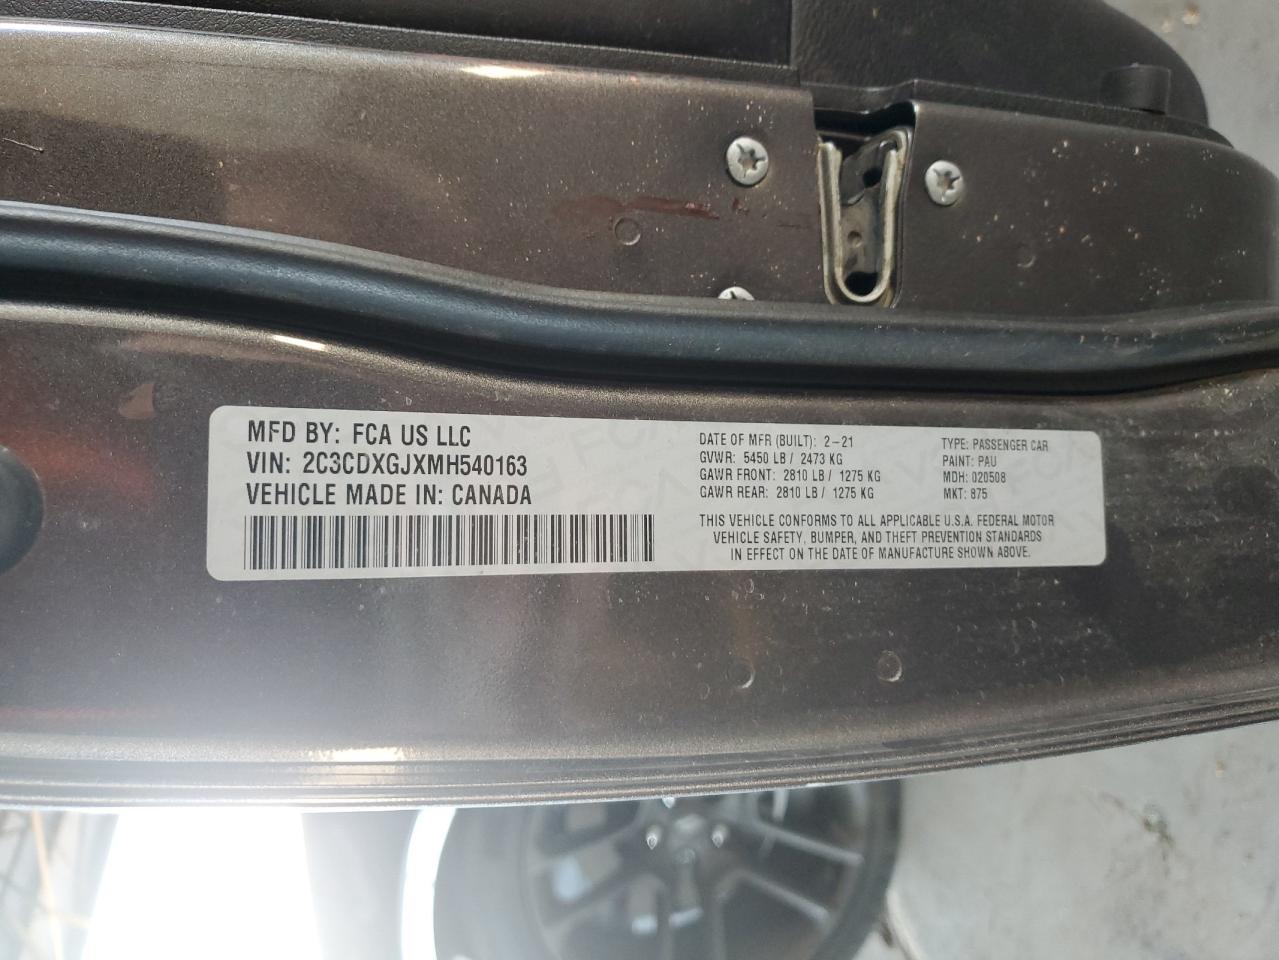 MFD BY: FCA US LLC
VIN: 2C3CDXGJXMH540163
VEHICLE MADE IN: CANADA
DATE OF MFR (BUILT): 2-21
GVWR: 5450 LB / 2473 KG
GAWR FRONT: 2810 LB / 1275 KG
GAWR REAR: 2810 LB / 1275 KG
TYPE: PASSENGER CAR
PAINT: PAU
MDH: 020508
MKT: 875
THIS VEHICLE CONFORMS TO ALL APPLICABLE U.S.A. FEDERAL MOTOR
VEHICLE SAFETY, BUMPER, AND THEFT PREVENTION STANDARDS
IN EFFECT ON THE DATE OF MANUFACTURE SHOWN ABOVE.